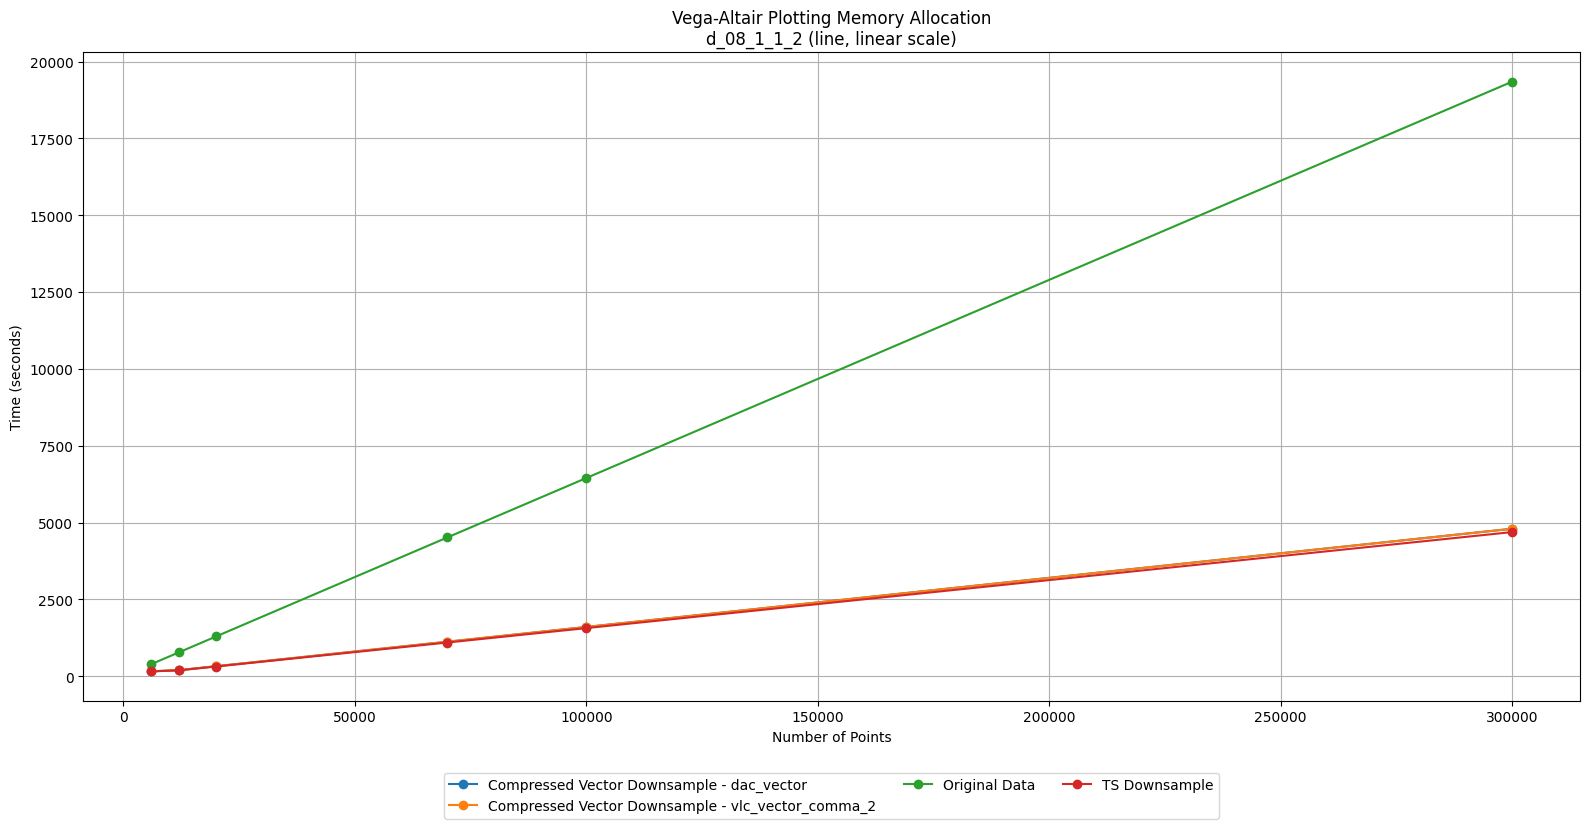 Vega-Altair Plotting Memory Allocation
d_08_1_1_2 (line, linear scale)
20000
17500
15000
12500
10000
7500
5000
2500
0
Time (seconds)
0 50000 100000 150000 200000 250000 300000
Number of Points
Compressed Vector Downsample - dac_vector
Compressed Vector Downsample - vlc_vector_comma_2
Original Data
TS Downsample